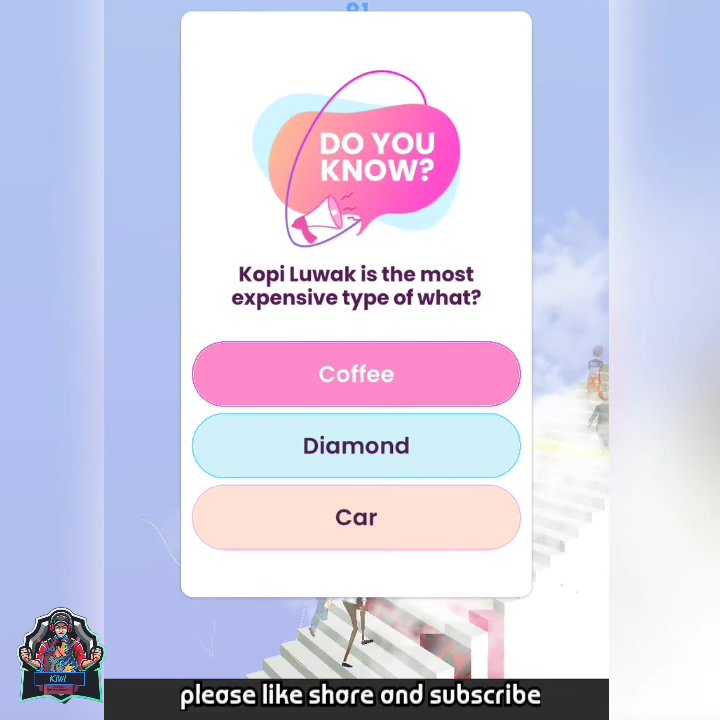 DO YOU
KNOW?
Kopi Luwak is the most
expensive type of what?
Coffee
Diamond
Car
KIWI
please like share and subscribe